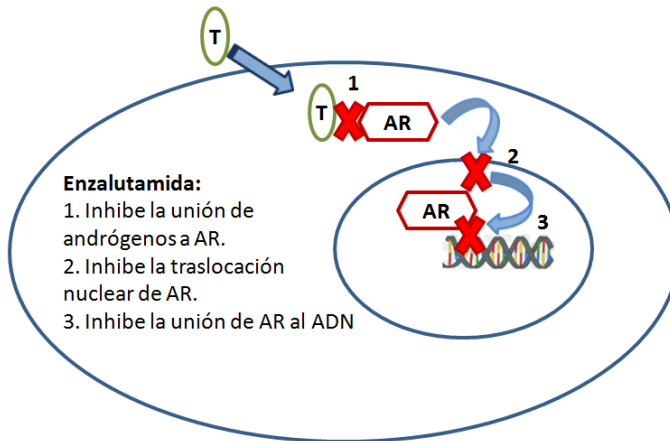 T
1
T
AR
2
Enzalutamida:
1. Inhibe la unión de
andrógenos a AR.
2. Inhibe la traslocación
nuclear de AR.
3. Inhibe la unión de AR al ADN
AR
3